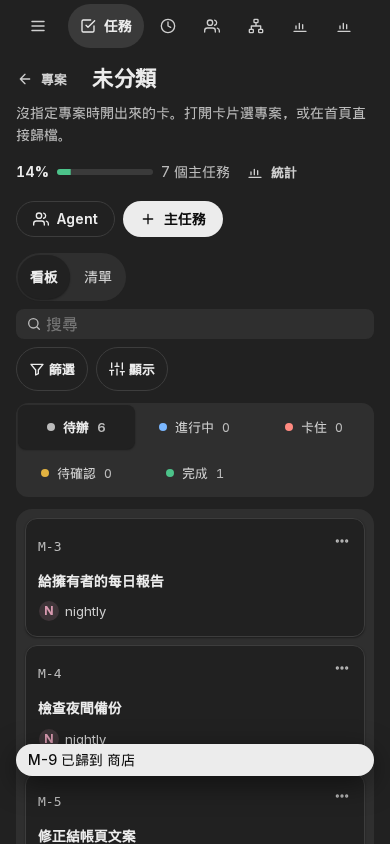 任務
專案
未分類
沒指定專案時開出來的卡。打開卡片選專案，或在首頁直
接歸檔。
14%
7 個主任務
統計
Agent
主任務
看板
清單
搜尋
篩選
顯示
待辦 6
進行中 0
卡住 0
待確認 0
完成 1
M-3
給擁有者的每日報告
N nightly
M-4
檢查夜間備份
N nightly
M-9 已歸到 商店
M-5
修正結帳頁文案